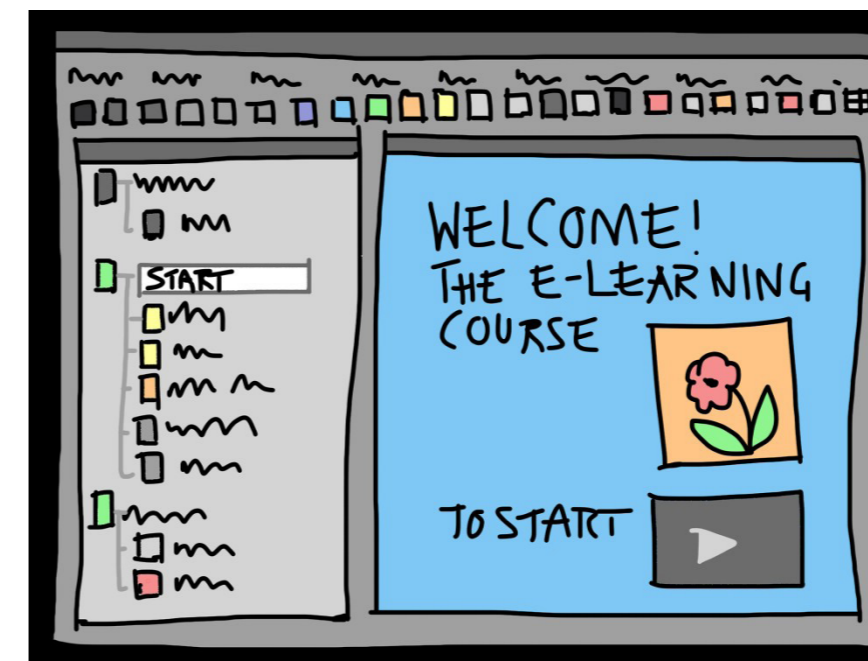 START
WELCOME!
THE E-LEARNING
COURSE
TO START